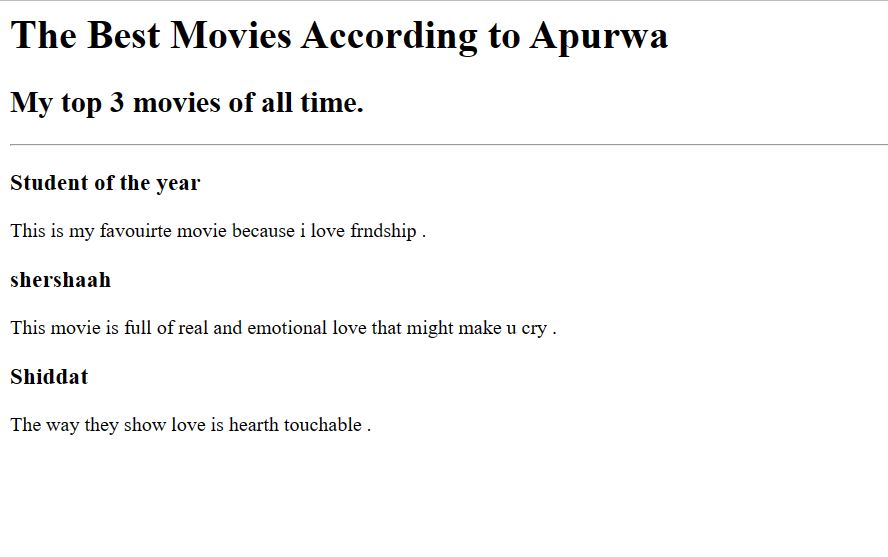 The Best Movies According to Apurwa
My top 3 movies of all time.
Student of the year
This is my favouirte movie because i love frndship .
shershaah
This movie is full of real and emotional love that might make u cry .
Shiddat
The way they show love is hearth touchable .